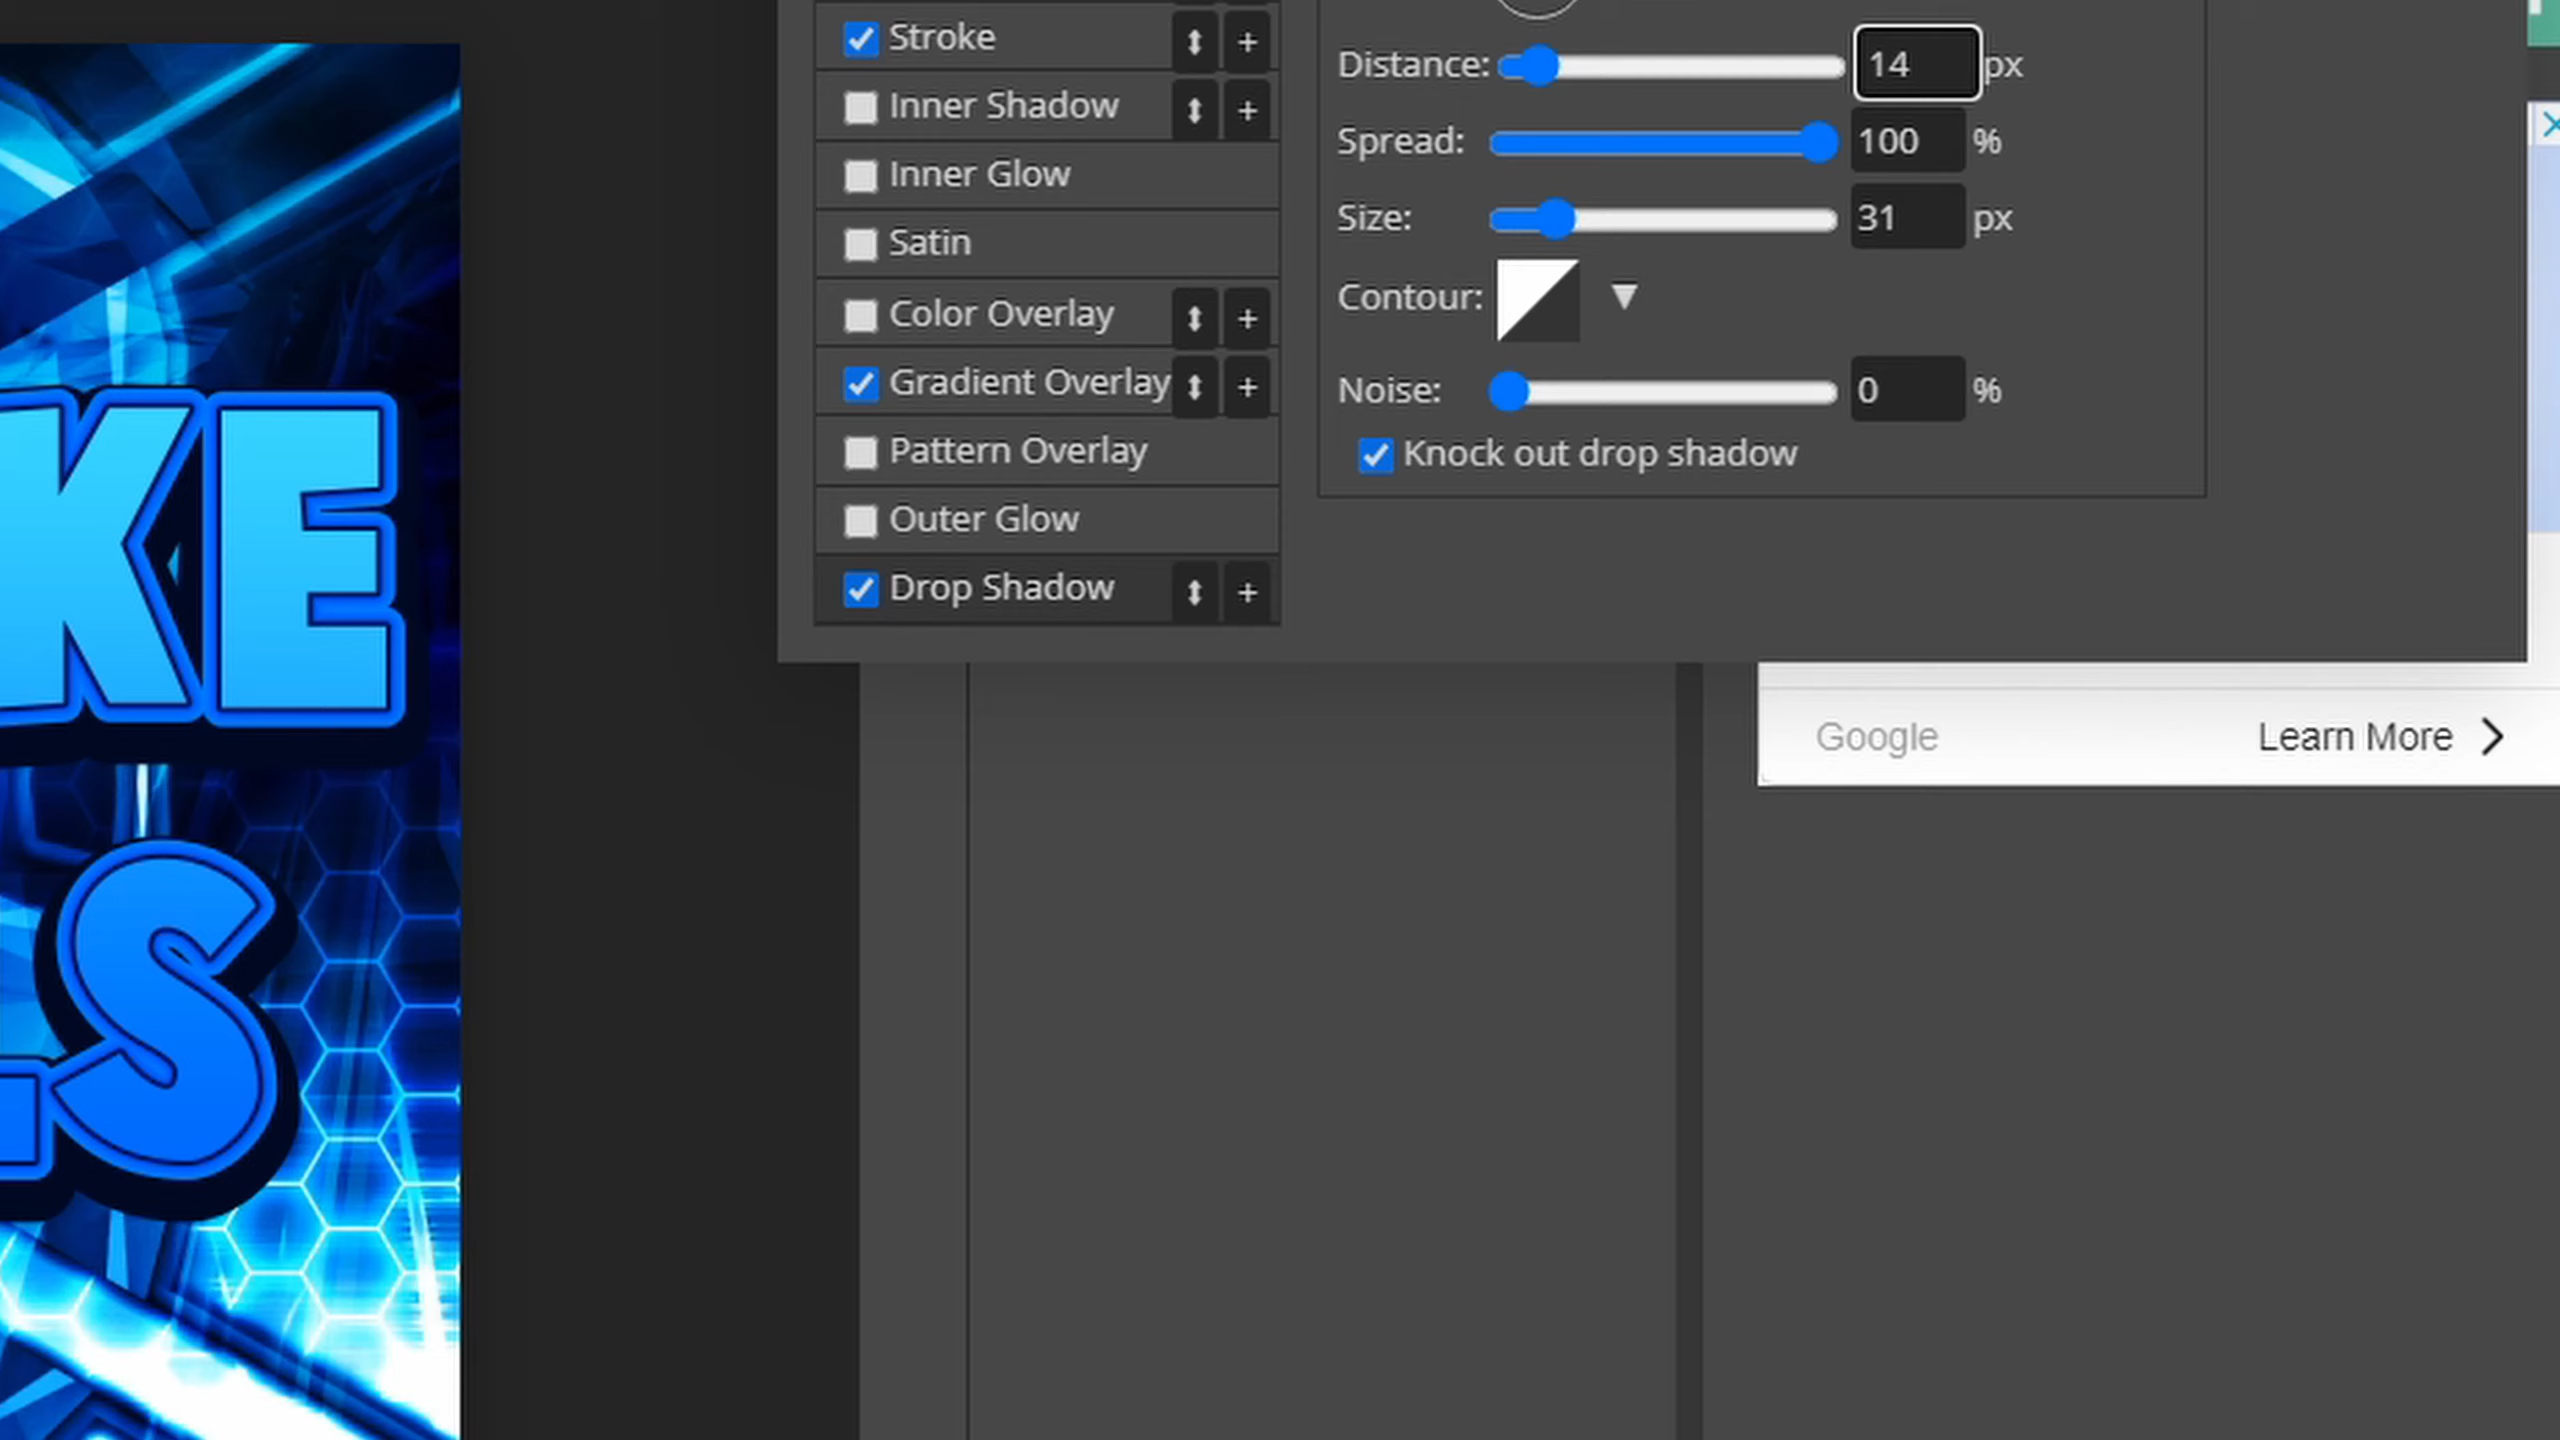 Stroke
Inner Shadow
Inner Glow
Satin
Color Overlay
Gradient Overlay
Pattern Overlay
Outer Glow
Drop Shadow
Distance: 14 px
Spread: 100 %
Size: 31 px
Contour:
Noise: 0 %
Knock out drop shadow
KE
S
Google
Learn More